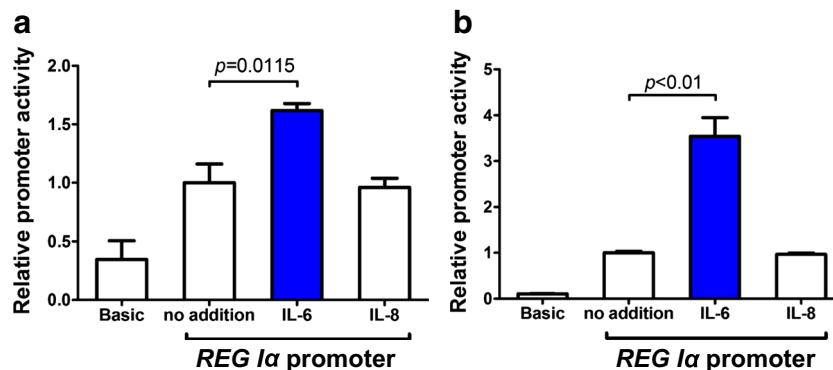 a
Relative promoter activity
2.0
1.5
1.0
0.5
0.0
p=0.0115
Basic
no addition
IL-6
IL-8
REG Iα promoter
b
Relative promoter activity
5
4
3
2
1
0
p<0.01
Basic
no addition
IL-6
IL-8
REG Iα promoter